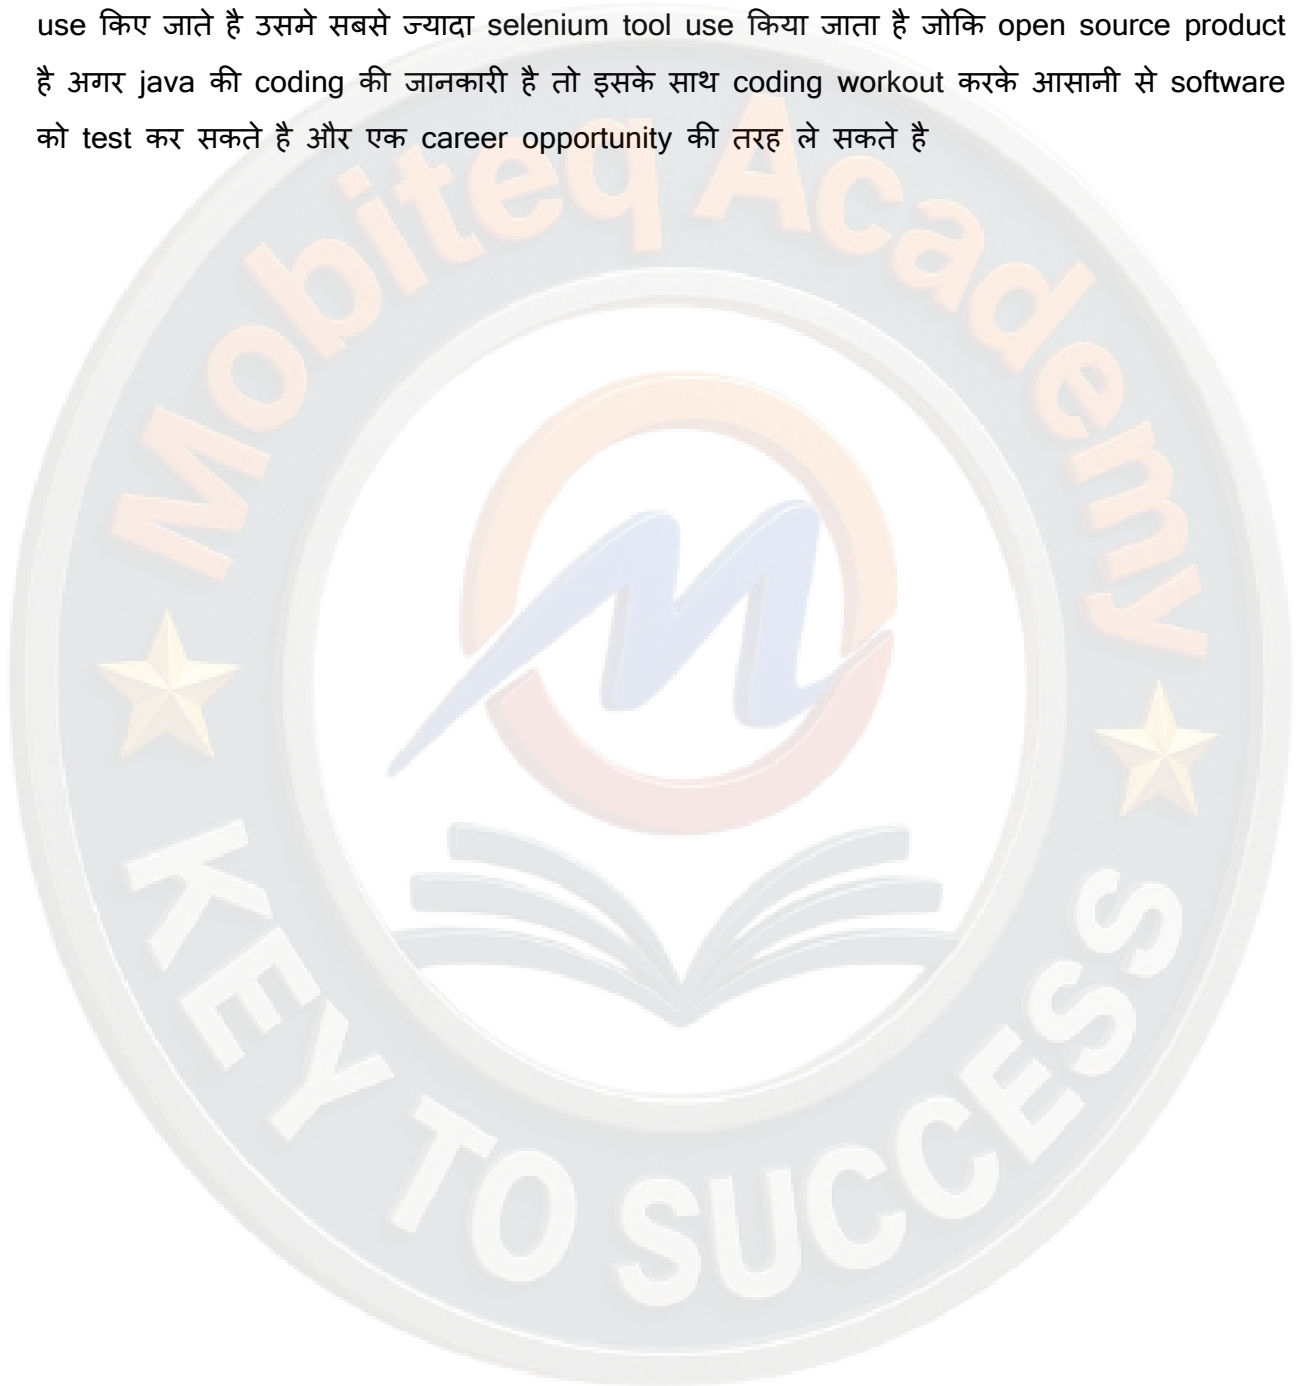 use किए जाते है उसमे सबसे ज्यादा selenium tool use किया जाता है जोकि open source product
है अगर java की coding की जानकारी है तो इसके साथ coding workout करके आसानी से software
को test कर सकते है और एक career opportunity की तरह ले सकते है
Mobiteq Academy
KEY TO SUCCESS